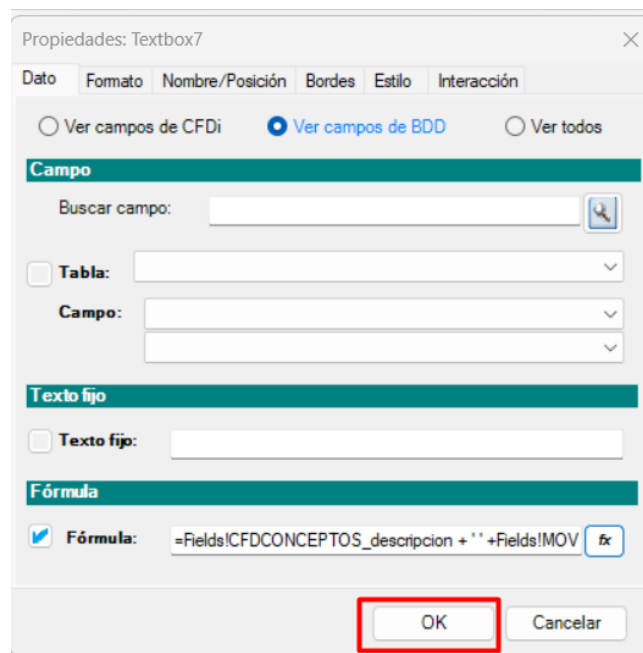 Propiedades: Textbox7
Dato Formato Nombre/Posición Bordes Estilo Interacción
Ver campos de CFDi Ver campos de BDD Ver todos
Campo
Buscar campo:
Tabla:
Campo:
Texto fijo
Texto fijo:
Fórmula
Fórmula: =Fields!CFDCONCEPTOS_descripcion + ' ' +Fields!MOV fx
OK Cancelar